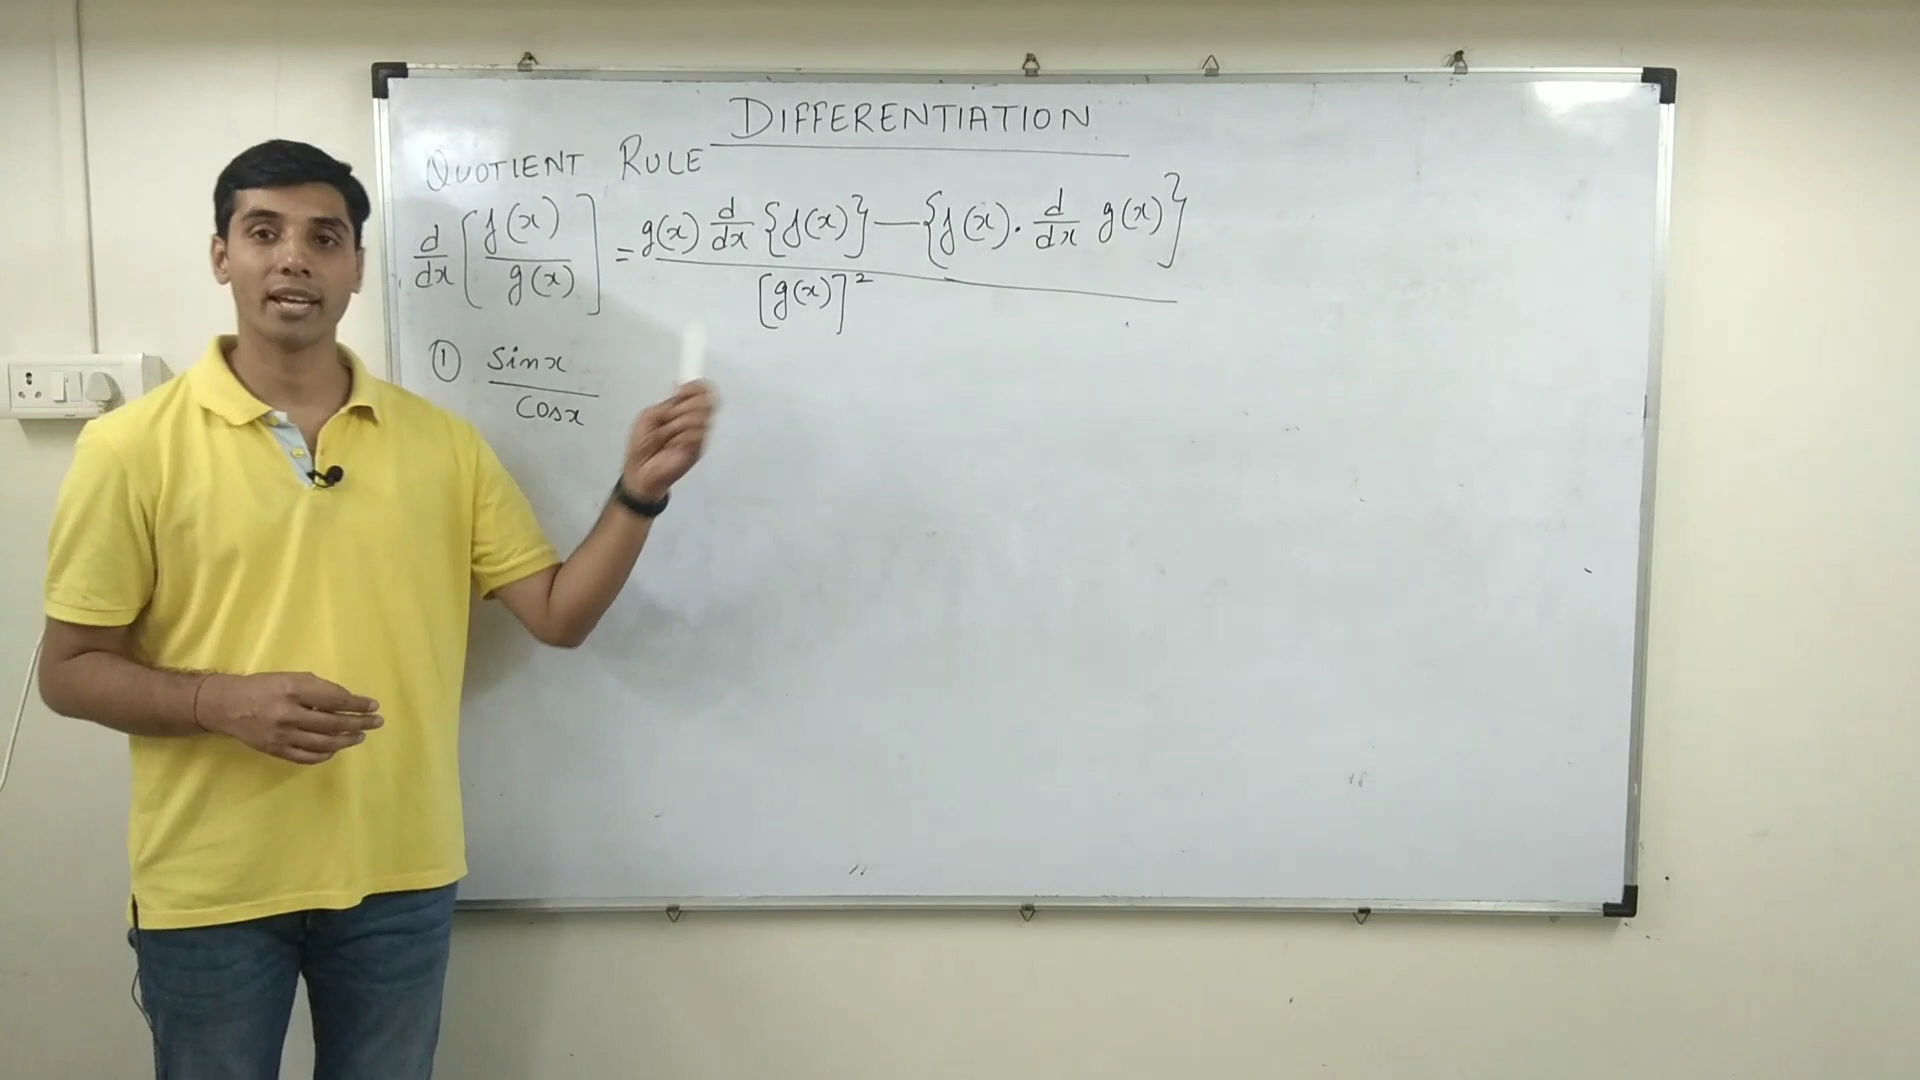 DIFFERENTIATION
QUOTIENT RULE
d/dx [f(x)/g(x)] = g(x) d/dx {f(x)} — {f(x). d/dx g(x)} / [g(x)]²
① sinx / cosx